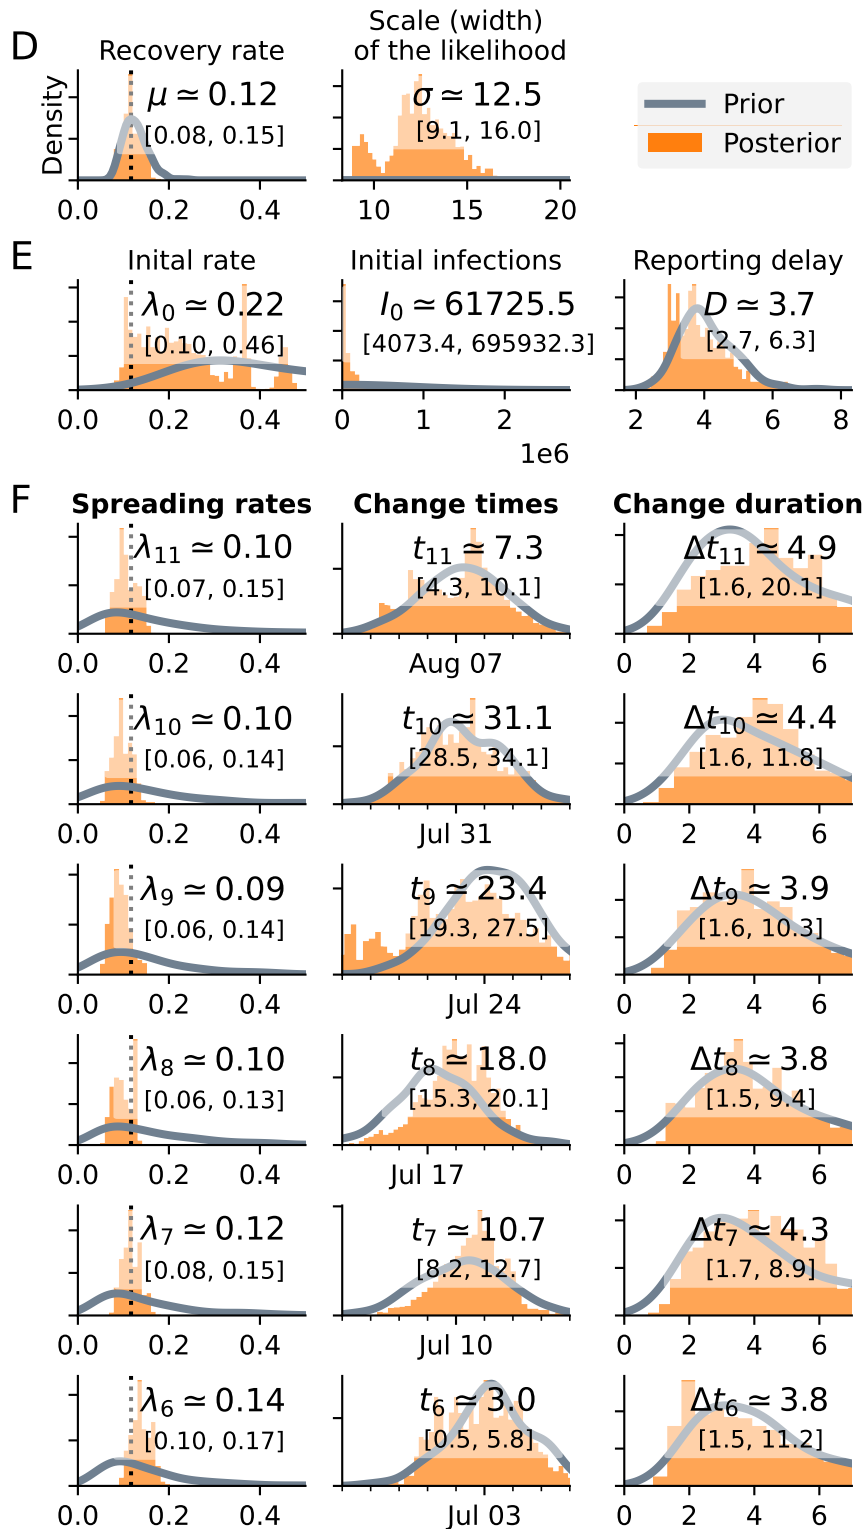 D
Recovery rate
Scale (width)
of the likelihood
Density
μ ≃ 0.12
[0.08, 0.15]
σ ≃ 12.5
[9.1, 16.0]
Prior
Posterior
0.0 0.2 0.4
10 15 20
E
Inital rate
Initial infections
Reporting delay
λ0 ≃ 0.22
[0.10, 0.46]
I0 ≃ 61725.5
[4073.4, 695932.3]
D ≃ 3.7
[2.7, 6.3]
0.0 0.2 0.4
0 1 2
1e6
2 4 6 8
F
Spreading rates
Change times
Change duration
λ11 ≃ 0.10
[0.07, 0.15]
t11 ≃ 7.3
[4.3, 10.1]
Δt11 ≃ 4.9
[1.6, 20.1]
0.0 0.2 0.4
Aug 07
0 2 4 6
λ10 ≃ 0.10
[0.06, 0.14]
t10 ≃ 31.1
[28.5, 34.1]
Δt10 ≃ 4.4
[1.6, 11.8]
0.0 0.2 0.4
Jul 31
0 2 4 6
λ9 ≃ 0.09
[0.06, 0.14]
t9 ≃ 23.4
[19.3, 27.5]
Δt9 ≃ 3.9
[1.6, 10.3]
0.0 0.2 0.4
Jul 24
0 2 4 6
λ8 ≃ 0.10
[0.06, 0.13]
t8 ≃ 18.0
[15.3, 20.1]
Δt8 ≃ 3.8
[1.5, 9.4]
0.0 0.2 0.4
Jul 17
0 2 4 6
λ7 ≃ 0.12
[0.08, 0.15]
t7 ≃ 10.7
[8.2, 12.7]
Δt7 ≃ 4.3
[1.7, 8.9]
0.0 0.2 0.4
Jul 10
0 2 4 6
λ6 ≃ 0.14
[0.10, 0.17]
t6 ≃ 3.0
[0.5, 5.8]
Δt6 ≃ 3.8
[1.5, 11.2]
0.0 0.2 0.4
Jul 03
0 2 4 6